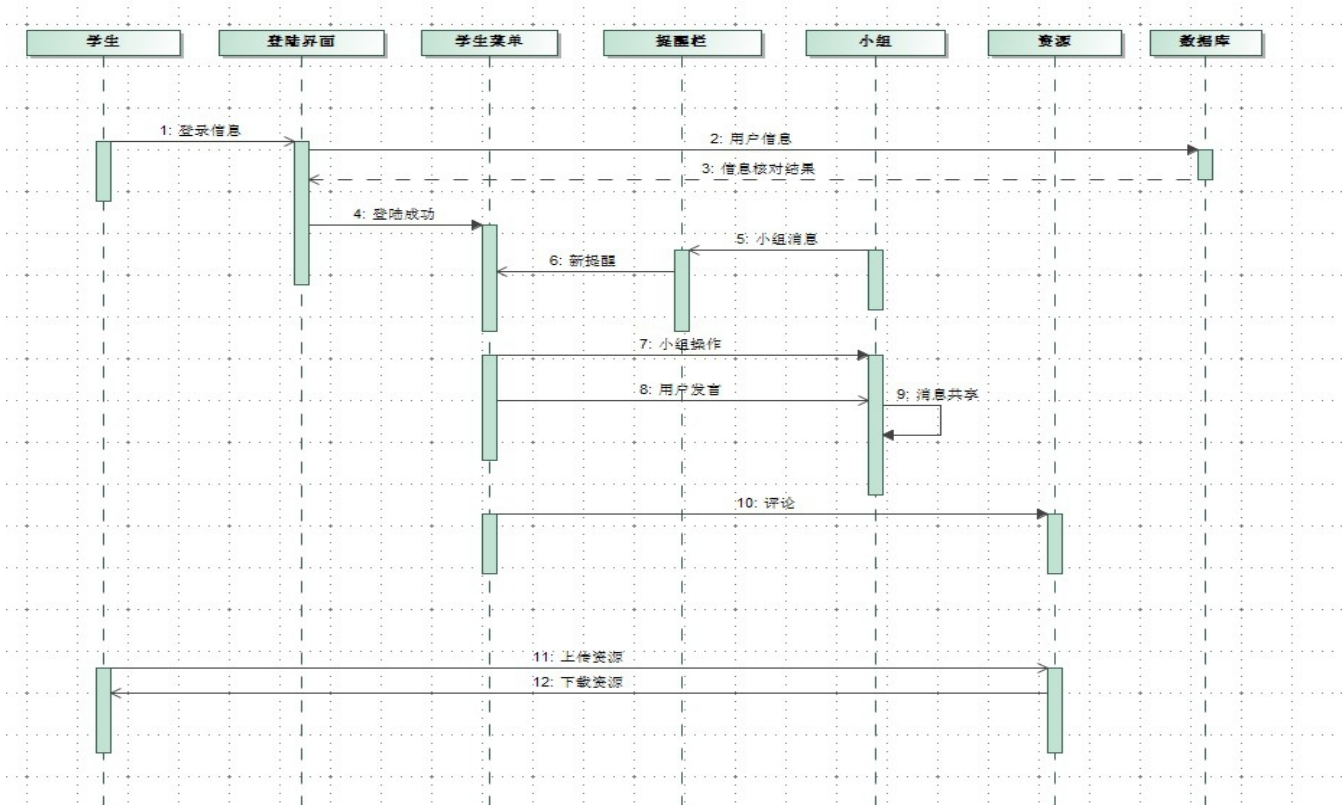 学生
登陆界面
学生菜单
提醒栏
小组
资源
数据库
1: 登录信息
2: 用户信息
3: 信息核对结果
4: 登陆成功
5: 小组消息
6: 新提醒
7: 小组操作
8: 用户发言
9: 消息共享
10: 评论
11: 上传资源
12: 下载资源